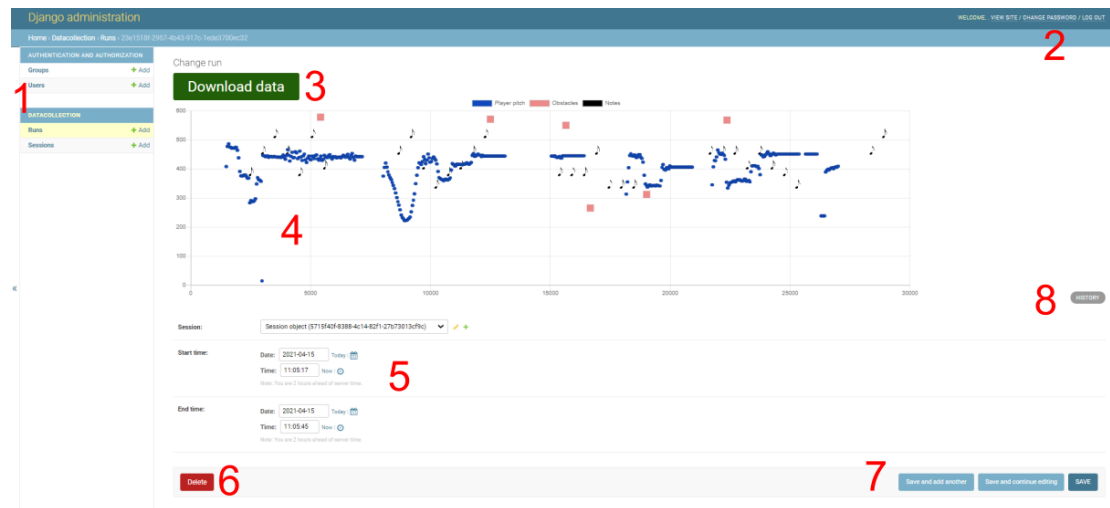 Django administration
WELCOME, VIEW SITE / CHANGE PASSWORD / LOG OUT
Home › Datacollection › Runs ›
2
AUTHENTICATION AND AUTHORIZATION
Groups + Add
Users + Add
1
DATACOLLECTION
Runs + Add
Sessions + Add
«
Change run
Download data
3
Player pitch Obstacles Notes
600
500
400
300
200
100
0
0 5000 10000 15000 20000 25000 30000
4
8
HISTORY
Session: Session object (5715f40f-8388-4c14-82f1-27b73013cf9c) +
Start time: Date: 2021-04-15 Today |
Time: 11:05:17 Now |
Note: You are 2 hours ahead of server time.
5
End time: Date: 2021-04-15 Today |
Time: 11:05:45 Now |
Note: You are 2 hours ahead of server time.
Delete
6
7
Save and add another Save and continue editing SAVE